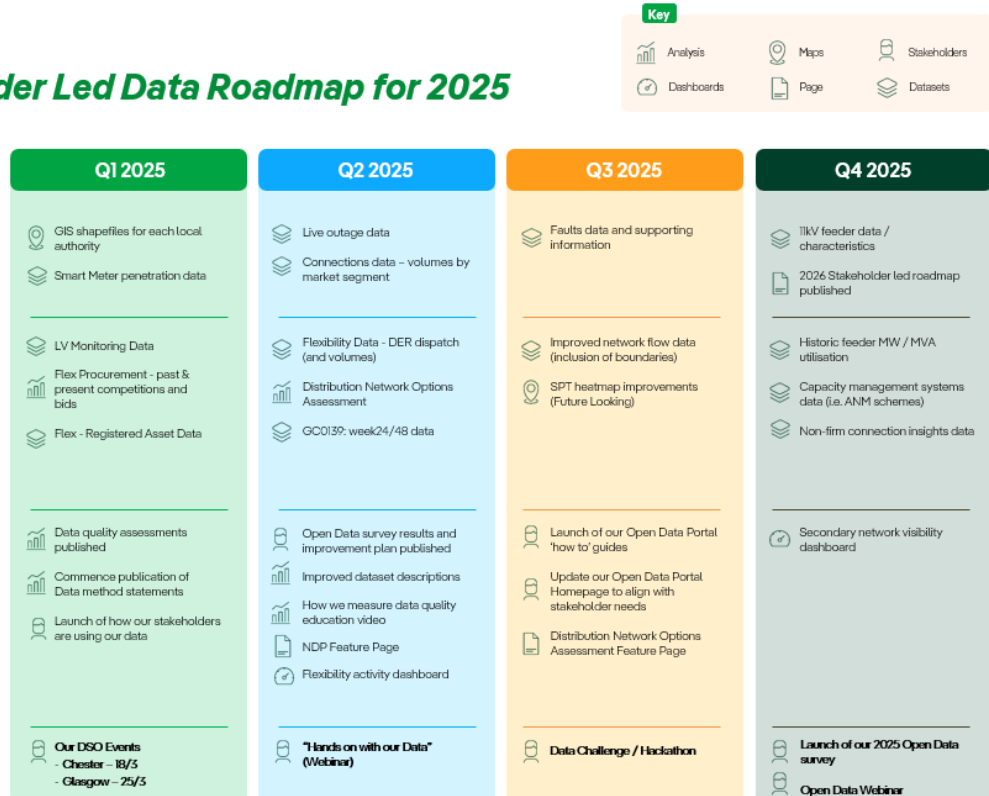 Key
Analysis
Maps
Stakeholders
Dashboards
Page
Datasets
der Led Data Roadmap for 2025
Q1 2025
GIS shapefiles for each local
authority
Smart Meter penetration data
LV Monitoring Data
Flex Procurement - past &
present competitions and
bids
Flex - Registered Asset Data
Data quality assessments
published
Commence publication of
Data method statements
Launch of how our stakeholders
are using our data
Our DSO Events
- Chester – 18/3
- Glasgow – 25/3
Q2 2025
Live outage data
Connections data – volumes by
market segment
Flexibility Data - DER dispatch
(and volumes)
Distribution Network Options
Assessment
GC0139: week24/48 data
Open Data survey results and
improvement plan published
Improved dataset descriptions
How we measure data quality
education video
NDP Feature Page
Flexibility activity dashboard
“Hands on with our Data”
(Webinar)
Q3 2025
Faults data and supporting
information
Improved network flow data
(inclusion of boundaries)
SPT heatmap improvements
(Future Looking)
Launch of our Open Data Portal
‘how to’ guides
Update our Open Data Portal
Homepage to align with
stakeholder needs
Distribution Network Options
Assessment Feature Page
Data Challenge / Hackathon
Q4 2025
11kV feeder data /
characteristics
2026 Stakeholder led roadmap
published
Historic feeder MW / MVA
utilisation
Capacity management systems
data (i.e. ANM schemes)
Non-firm connection insights data
Secondary network visibility
dashboard
Launch of our 2025 Open Data
survey
Open Data Webinar